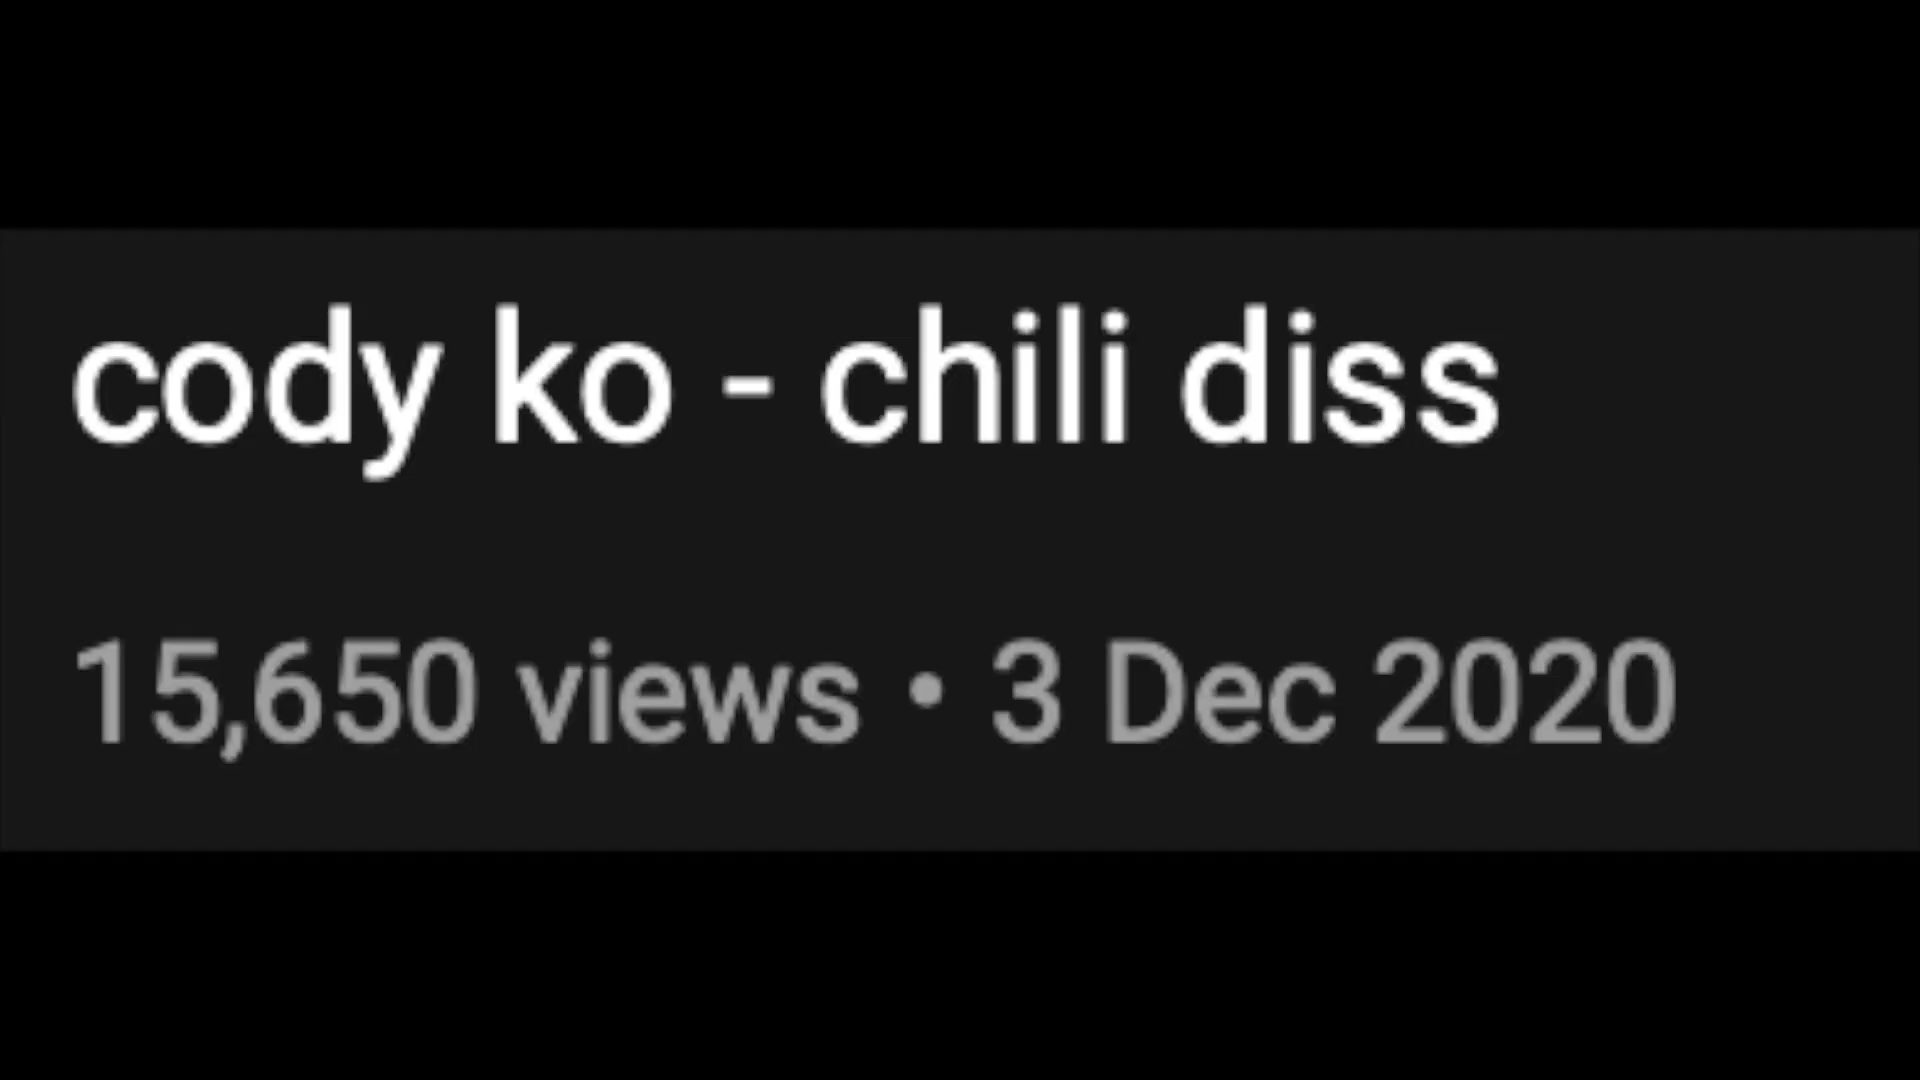 cody ko - chili diss
15,650 views • 3 Dec 2020